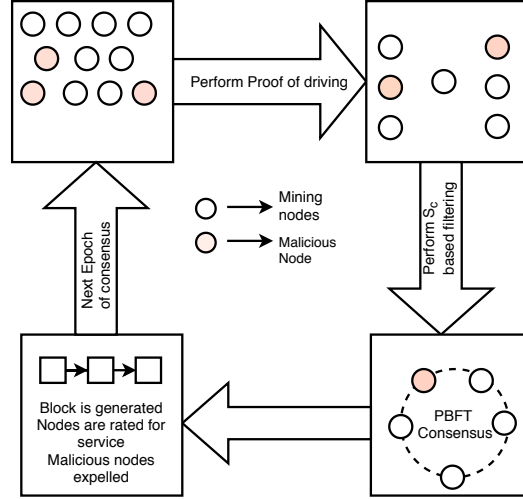 Perform Proof of driving
Mining
nodes
Malicious
Node
Perform S_c
based filtering
Next Epoch
of consensus
Block is generated
Nodes are rated for
service
Malicious nodes
expelled
PBFT
Consensus